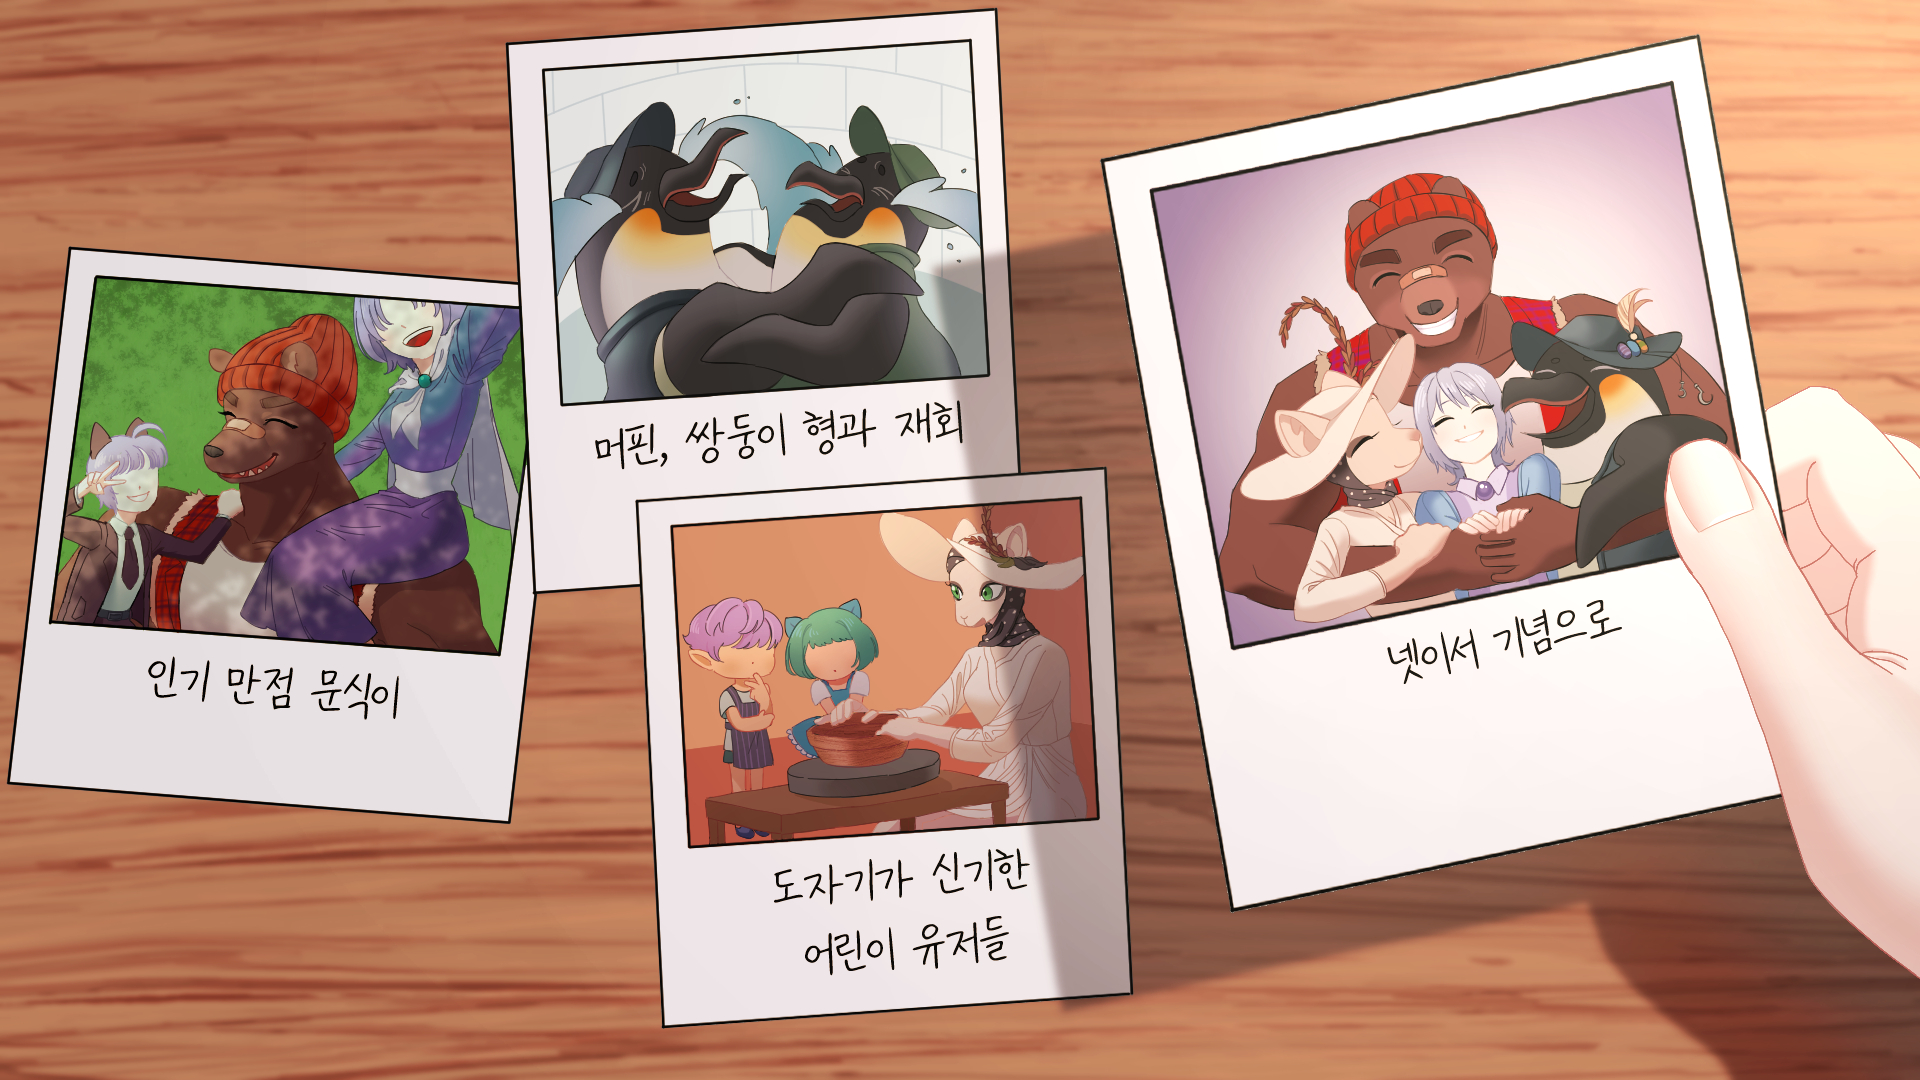 인기 만점 문식이
머핀, 쌍둥이 형과 재회
도자기가 신기한
어린이 유저들
넷이서 기념으로